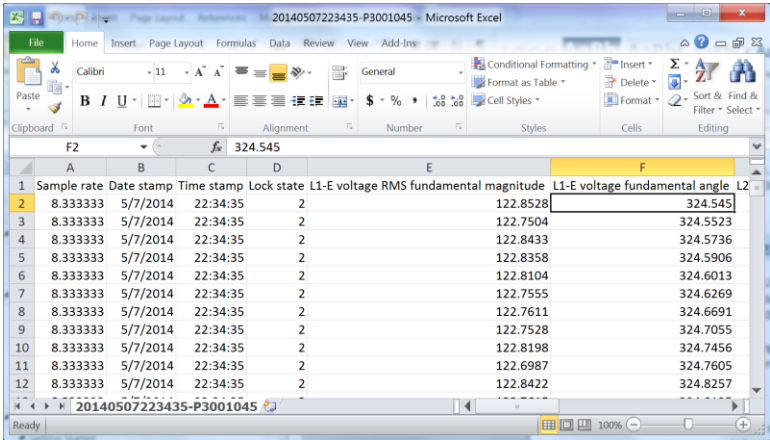 20140507223435-P3001045 - Microsoft Excel
File Home Insert Page Layout Formulas Data Review View Add-Ins
Paste
Calibri 11 A A
General
Conditional Formatting
Insert
Σ
B I U A
$ % , .00 .00
Format as Table
Delete
Sort & Find &
Cell Styles
Format
Filter Select
Clipboard Font Alignment Number Styles Cells Editing
F2 fx 324.545
A B C D E F
1 Sample rate Date stamp Time stamp Lock state L1-E voltage RMS fundamental magnitude L1-E voltage fundamental angle L2
2 8.333333 5/7/2014 22:34:35 2 122.8528 324.545
3 8.333333 5/7/2014 22:34:35 2 122.7504 324.5523
4 8.333333 5/7/2014 22:34:35 2 122.8433 324.5736
5 8.333333 5/7/2014 22:34:35 2 122.8358 324.5906
6 8.333333 5/7/2014 22:34:35 2 122.8104 324.6013
7 8.333333 5/7/2014 22:34:35 2 122.7555 324.6269
8 8.333333 5/7/2014 22:34:35 2 122.7611 324.6691
9 8.333333 5/7/2014 22:34:35 2 122.7528 324.7055
10 8.333333 5/7/2014 22:34:35 2 122.8198 324.7456
11 8.333333 5/7/2014 22:34:35 2 122.6987 324.7605
12 8.333333 5/7/2014 22:34:35 2 122.8422 324.8257
20140507223435-P3001045
Ready 100%